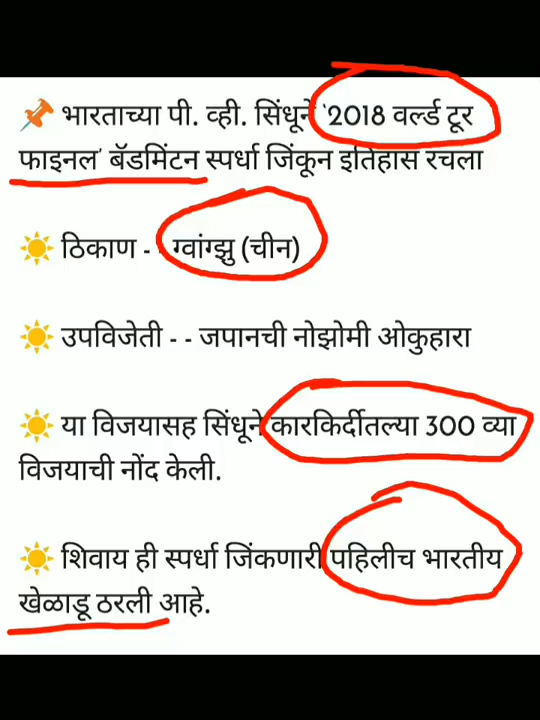 भारताच्या पी. व्ही. सिंधूने '2018 वर्ल्ड टूर
फाइनल' बॅडमिंटन स्पर्धा जिंकून इतिहास रचला
ठिकाण - ग्वांग्झु (चीन)
उपविजेती - - जपानची नोझोमी ओकुहारा
या विजयासह सिंधूने कारकिर्दीतल्या 300 व्या
विजयाची नोंद केली.
शिवाय ही स्पर्धा जिंकणारी पहिलीच भारतीय
खेळाडू ठरली आहे.